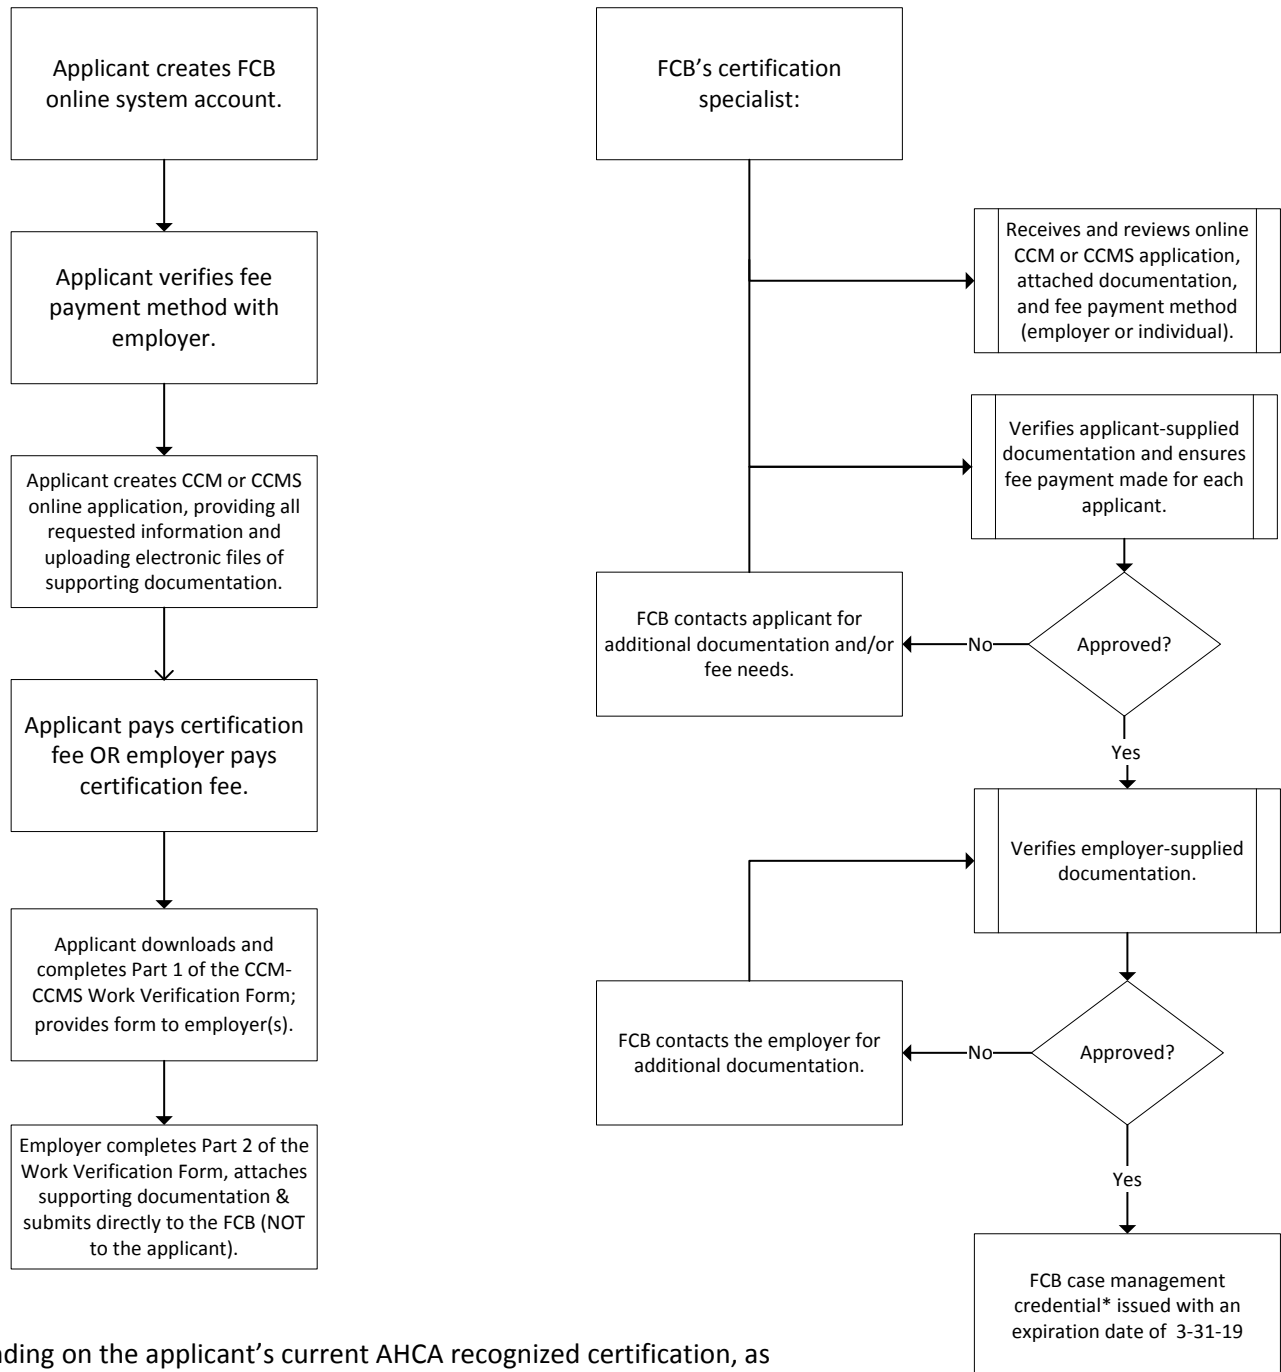 Applicant creates FCB
online system account.
Applicant verifies fee
payment method with
employer.
Applicant creates CCM or CCMS
online application, providing all
requested information and
uploading electronic files of
supporting documentation.
Applicant pays certification
fee OR employer pays
certification fee.
Applicant downloads and
completes Part 1 of the CCM-
CCMS Work Verification Form;
provides form to employer(s).
Employer completes Part 2 of the
Work Verification Form, attaches
supporting documentation &
submits directly to the FCB (NOT
to the applicant).
FCB's certification
specialist:
Receives and reviews online
CCM or CCMS application,
attached documentation,
and fee payment method
(employer or individual).
Verifies applicant-supplied
documentation and ensures
fee payment made for each
applicant.
Approved?
No
FCB contacts applicant for
additional documentation and/or
fee needs.
Yes
Verifies employer-supplied
documentation.
Approved?
No
FCB contacts the employer for
additional documentation.
Yes
FCB case management
credential* issued with an
expiration date of 3-31-19
nding on the applicant's current AHCA recognized certification, as